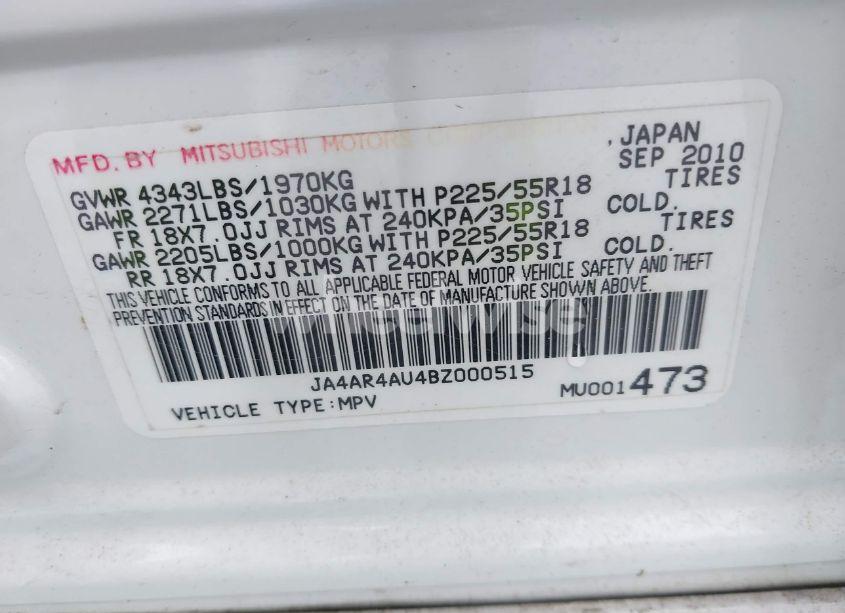 MFD. BY MITSUBISHI MOTORS CORPORATION, JAPAN
SEP 2010
GVWR 4343LBS/1970KG
GAWR 2271LBS/1030KG WITH P225/55R18 TIRES
FR 18X7.0JJ RIMS AT 240KPA/35PSI COLD.
GAWR 2205LBS/1000KG WITH P225/55R18 TIRES
RR 18X7.0JJ RIMS AT 240KPA/35PSI COLD.
THIS VEHICLE CONFORMS TO ALL APPLICABLE FEDERAL MOTOR VEHICLE SAFETY AND THEFT
PREVENTION STANDARDS IN EFFECT ON THE DATE OF MANUFACTURE SHOWN ABOVE.
wheelwise
JA4AR4AU4BZ000515
MU001473
VEHICLE TYPE:MPV